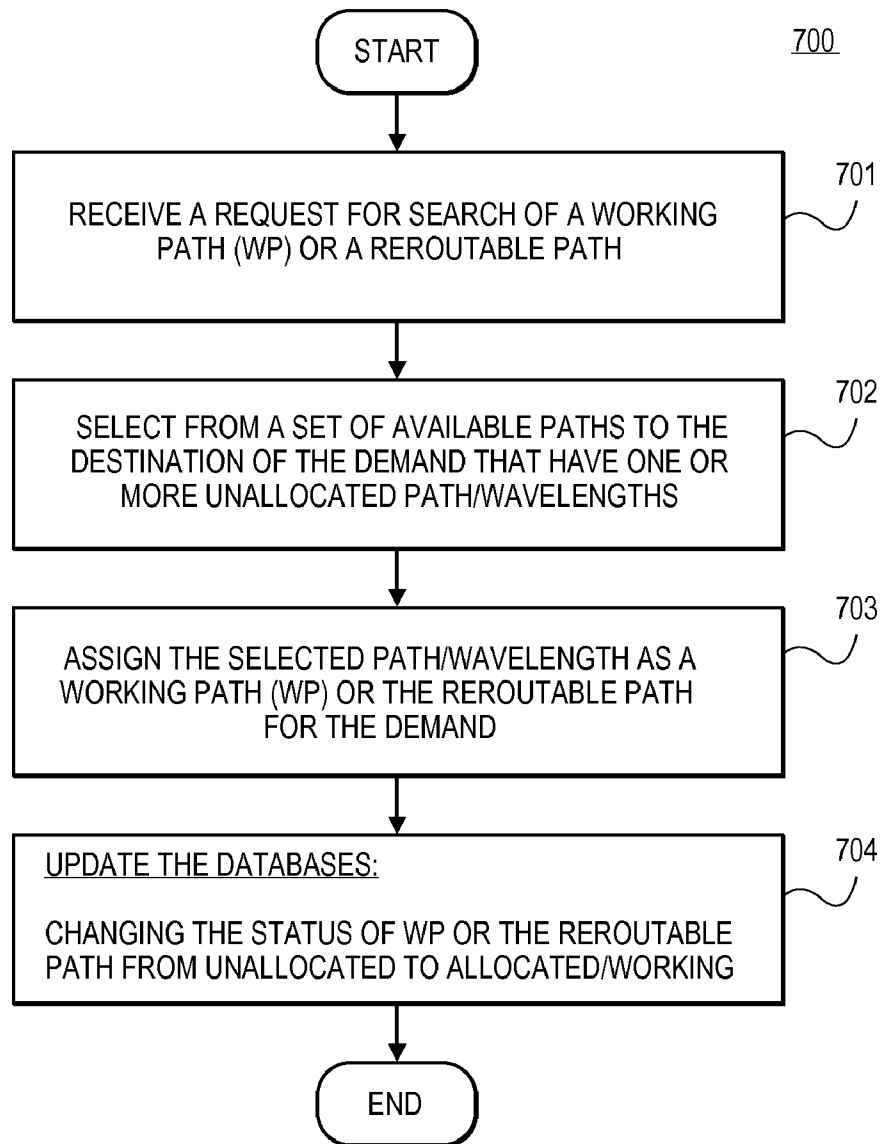 START
700
701
RECEIVE A REQUEST FOR SEARCH OF A WORKING
PATH (WP) OR A REROUTABLE PATH
702
SELECT FROM A SET OF AVAILABLE PATHS TO THE
DESTINATION OF THE DEMAND THAT HAVE ONE OR
MORE UNALLOCATED PATH/WAVELENGTHS
703
ASSIGN THE SELECTED PATH/WAVELENGTH AS A
WORKING PATH (WP) OR THE REROUTABLE PATH
FOR THE DEMAND
704
UPDATE THE DATABASES:
CHANGING THE STATUS OF WP OR THE REROUTABLE
PATH FROM UNALLOCATED TO ALLOCATED/WORKING
END